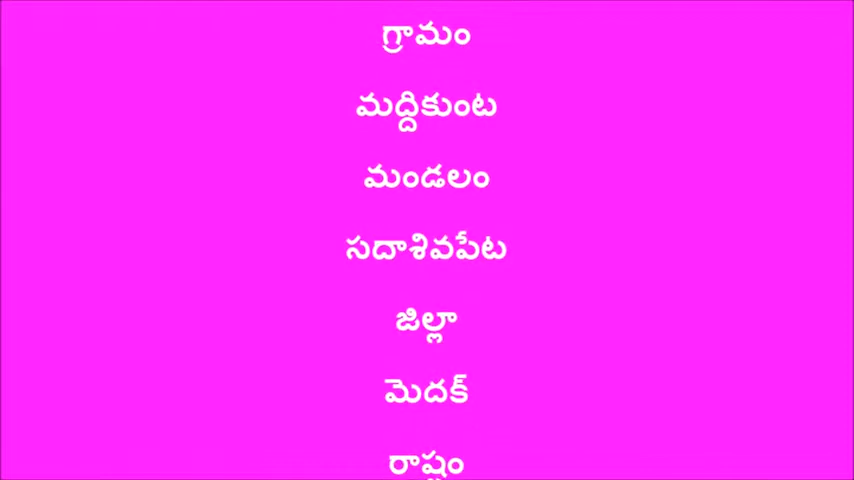 గ్రామం
మద్దికుంట
మండలం
సదాశివపేట
జిల్లా
మెదక్
రాష్టం